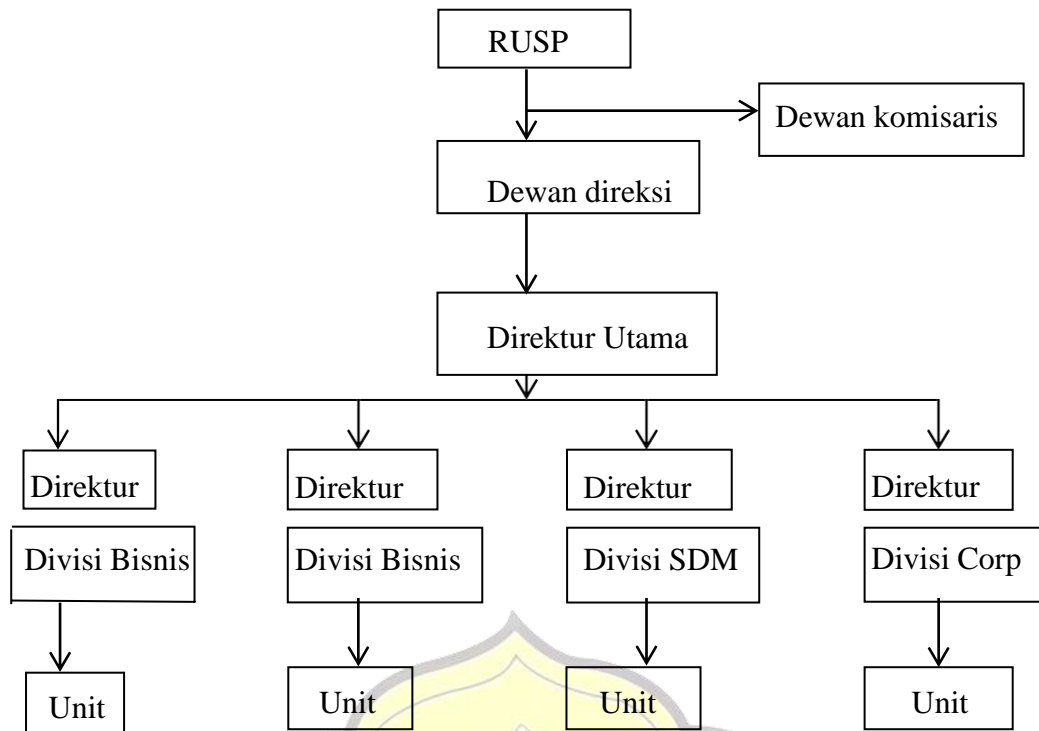 RUSP
Dewan komisaris
Dewan direksi
Direktur Utama
Direktur
Direktur
Direktur
Direktur
Divisi Bisnis
Divisi Bisnis
Divisi SDM
Divisi Corp
Unit
Unit
Unit
Unit